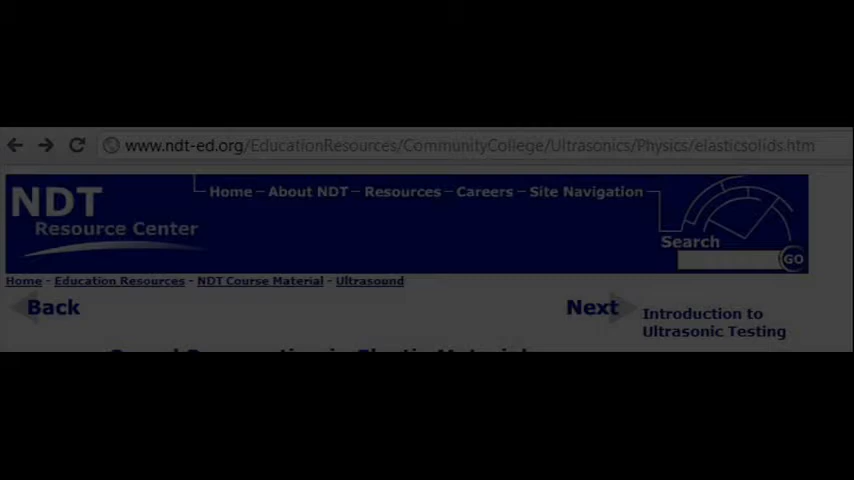 www.ndt-ed.org/EducationResources/CommunityCollege/Ultrasonics/Physics/elasticsolids.htm
NDT
Resource Center
Home – About NDT – Resources – Careers – Site Navigation
Search
GO
Home - Education Resources - NDT Course Material - Ultrasound
Back
Next
Introduction to
Ultrasonic Testing